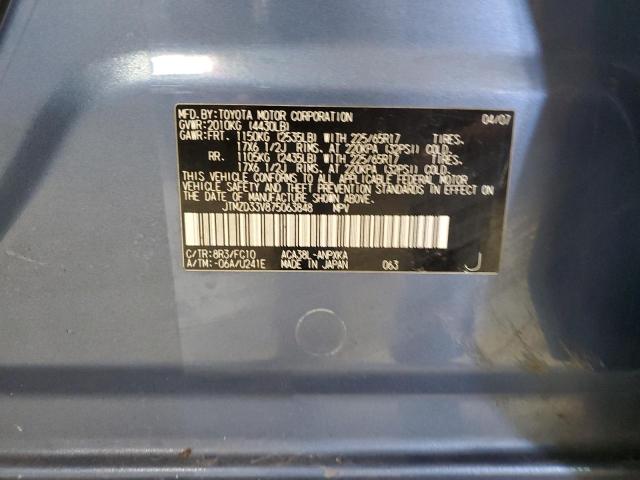 MFD. BY: TOYOTA MOTOR CORPORATION 04/07
GVWR: 2010KG (4430LB)
GAWR: FRT. 1150KG (2535LB) WITH 225/65R17 TIRES.
17X6 1/2J RIMS. AT 220KPA (32PSI) COLD.
RR. 1105KG (2435LB) WITH 225/65R17 TIRES.
17X6 1/2J RIMS. AT 220KPA (32PSI) COLD.
THIS VEHICLE CONFORMS TO ALL APPLICABLE FEDERAL MOTOR
VEHICLE SAFETY AND THEFT PREVENTION STANDARDS IN EFFECT
ON THE DATE OF MANUFACTURE SHOWN ABOVE.
JTMZD33V875063848 MPV
C/TR: 8R3/FC10 ACA38L-ANPXKA
A/TM: -06A/U241E MADE IN JAPAN 063 J